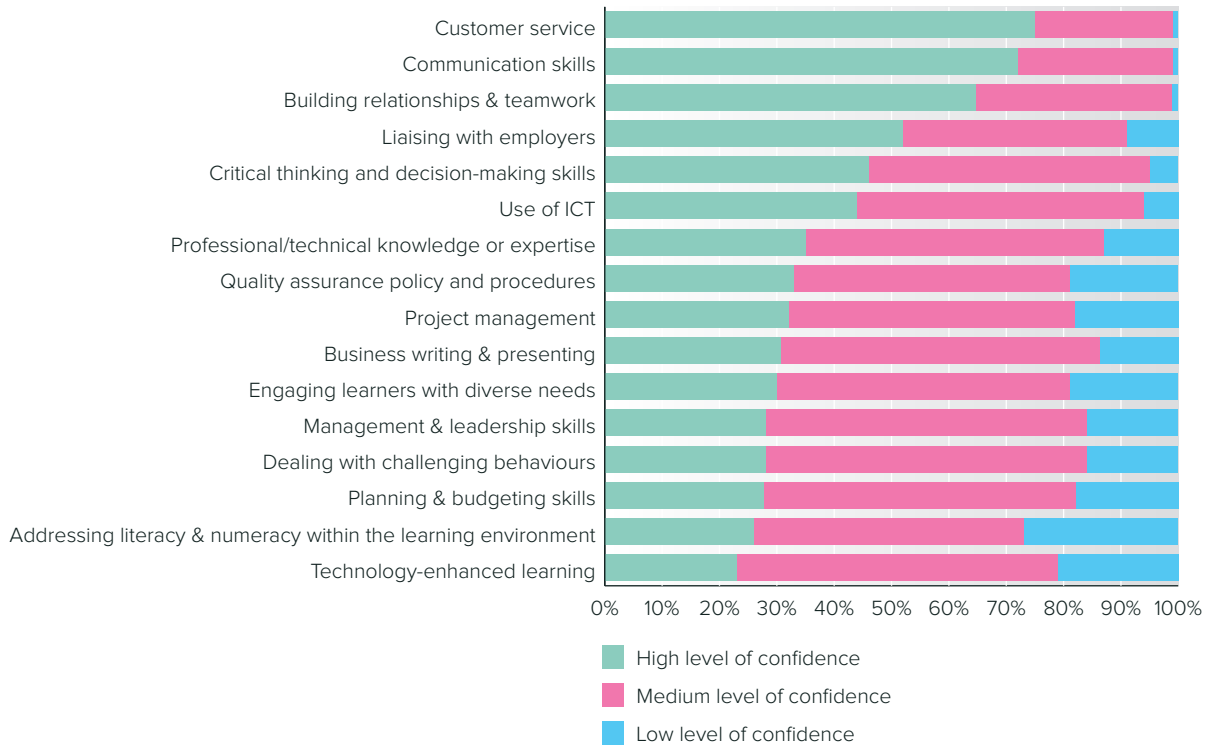 Customer service
Communication skills
Building relationships & teamwork
Liaising with employers
Critical thinking and decision-making skills
Use of ICT
Professional/technical knowledge or expertise
Quality assurance policy and procedures
Project management
Business writing & presenting
Engaging learners with diverse needs
Management & leadership skills
Dealing with challenging behaviours
Planning & budgeting skills
Addressing literacy & numeracy within the learning environment
Technology-enhanced learning
0% 10% 20% 30% 40% 50% 60% 70% 80% 90% 100%
High level of confidence
Medium level of confidence
Low level of confidence